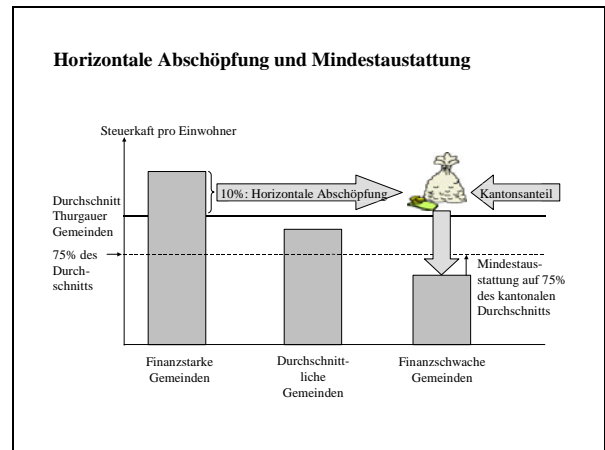 Horizontale Abschöpfung und Mindestaustattung
Steuerkaft pro Einwohner
10%: Horizontale Abschöpfung
Kantonsanteil
Durchschnitt
Thurgauer
Gemeinden
75% des
Durch-
schnitts
Mindestaus-
stattung auf 75%
des kantonalen
Durchschnitts
Finanzstarke
Gemeinden
Durchschnitt-
liche
Gemeinden
Finanzschwache
Gemeinden